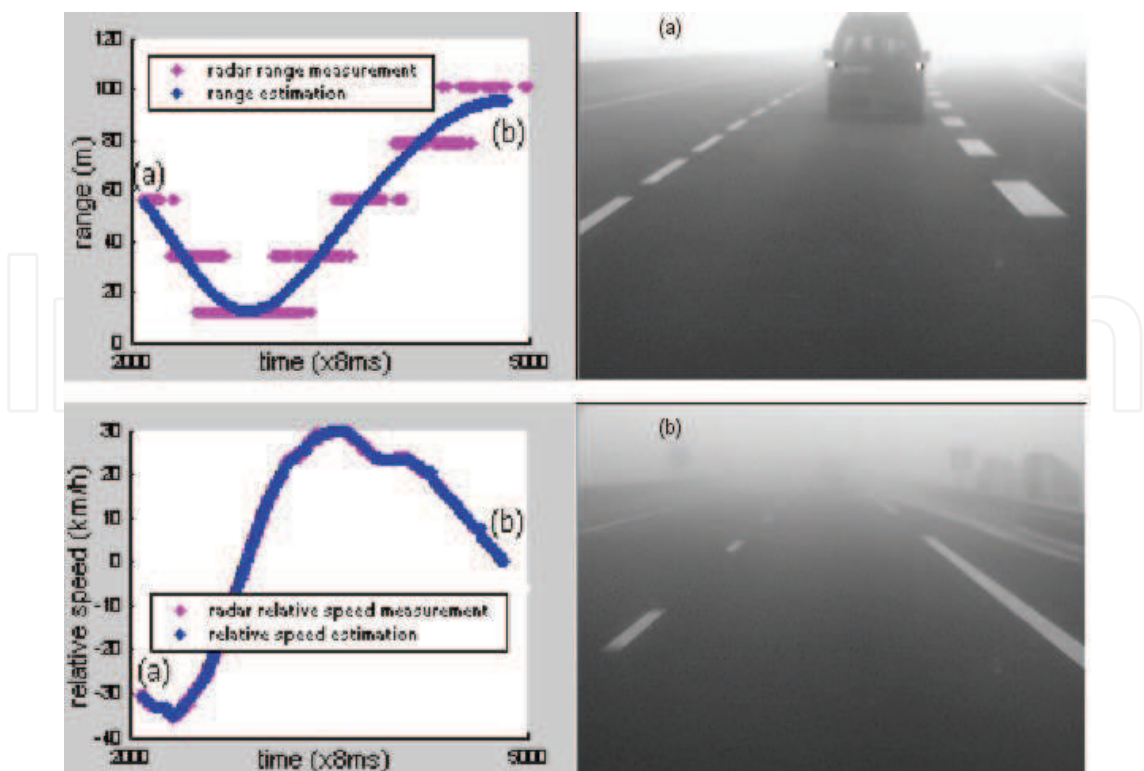 120
100
80
60
40
20
0
range (m)
radar range measurement
range estimation
(a)
(b)
2000
5000
time (x8ms)
(a)
30
20
10
0
-10
-20
-30
-40
relative speed (km/h)
radar relative speed measurement
relative speed estimation
(a)
(b)
2000
5000
time (x8ms)
(b)